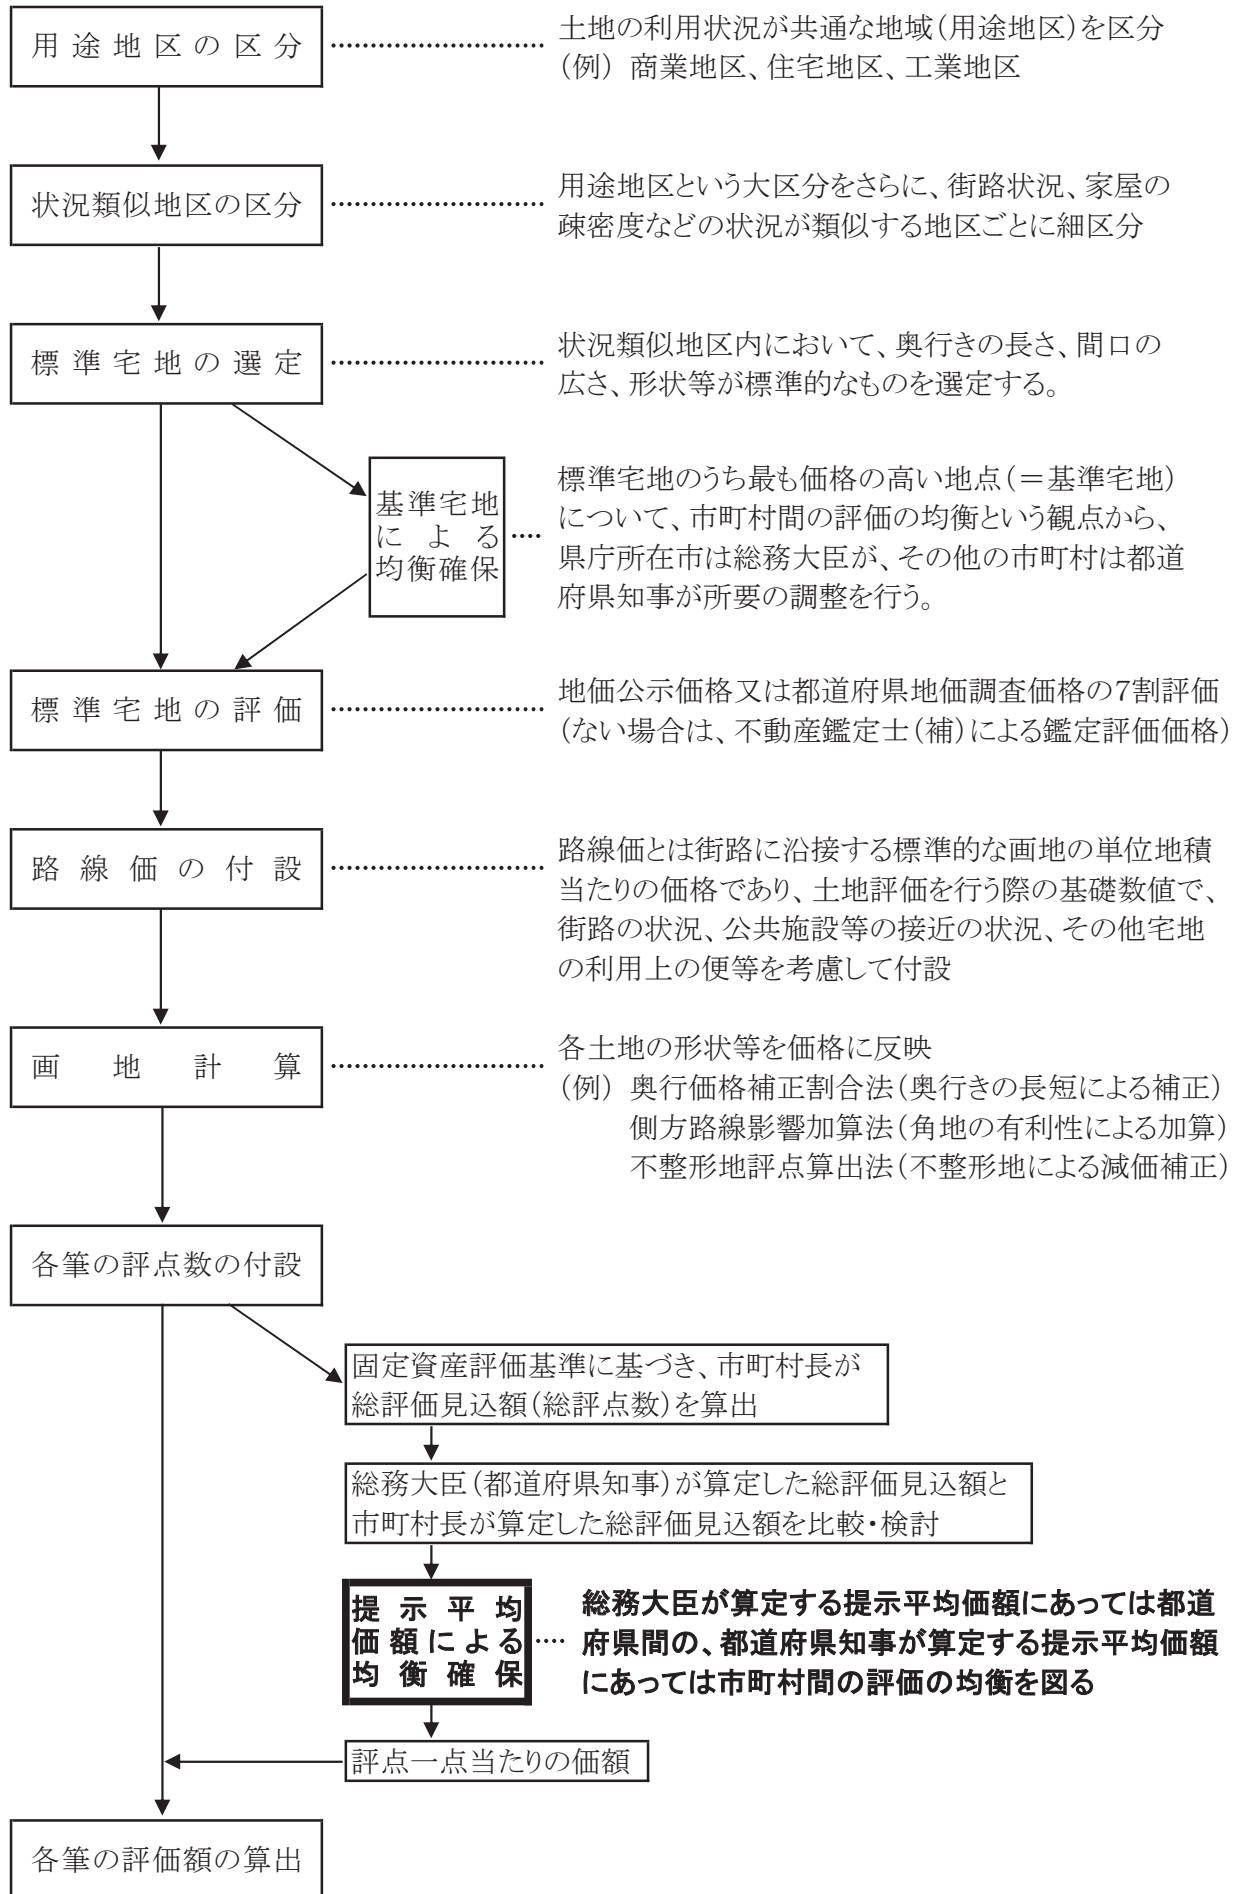 用途地区の区分
土地の利用状況が共通な地域(用途地区)を区分
(例) 商業地区、住宅地区、工業地区
状況類似地区の区分
用途地区という大区分をさらに、街路状況、家屋の
疎密度などの状況が類似する地区ごとに細区分
標準宅地の選定
状況類似地区内において、奥行きの長さ、間口の
広さ、形状等が標準的なものを選定する。
基準宅地
による
均衡確保
標準宅地のうち最も価格の高い地点(=基準宅地)
について、市町村間の評価の均衡という観点から、
県庁所在市は総務大臣が、その他の市町村は都道
府県知事が所要の調整を行う。
標準宅地の評価
地価公示価格又は都道府県地価調査価格の7割評価
(ない場合は、不動産鑑定士(補)による鑑定評価価格)
路線価の付設
路線価とは街路に沿接する標準的な画地の単位地積
当たりの価格であり、土地評価を行う際の基礎数値で、
街路の状況、公共施設等の接近の状況、その他宅地
の利用上の便等を考慮して付設
画地計算
各土地の形状等を価格に反映
(例) 奥行価格補正割合法(奥行きの長短による補正)
側方路線影響加算法(角地の有利性による加算)
不整形地評点算出法(不整形地による減価補正)
各筆の評点数の付設
固定資産評価基準に基づき、市町村長が
総評価見込額(総評点数)を算出
総務大臣(都道府県知事)が算定した総評価見込額と
市町村長が算定した総評価見込額を比較・検討
提示平均
価額による
均衡確保
総務大臣が算定する提示平均価額にあっては都道
府県間の、都道府県知事が算定する提示平均価額
にあっては市町村間の評価の均衡を図る
評点一点当たりの価額
各筆の評価額の算出